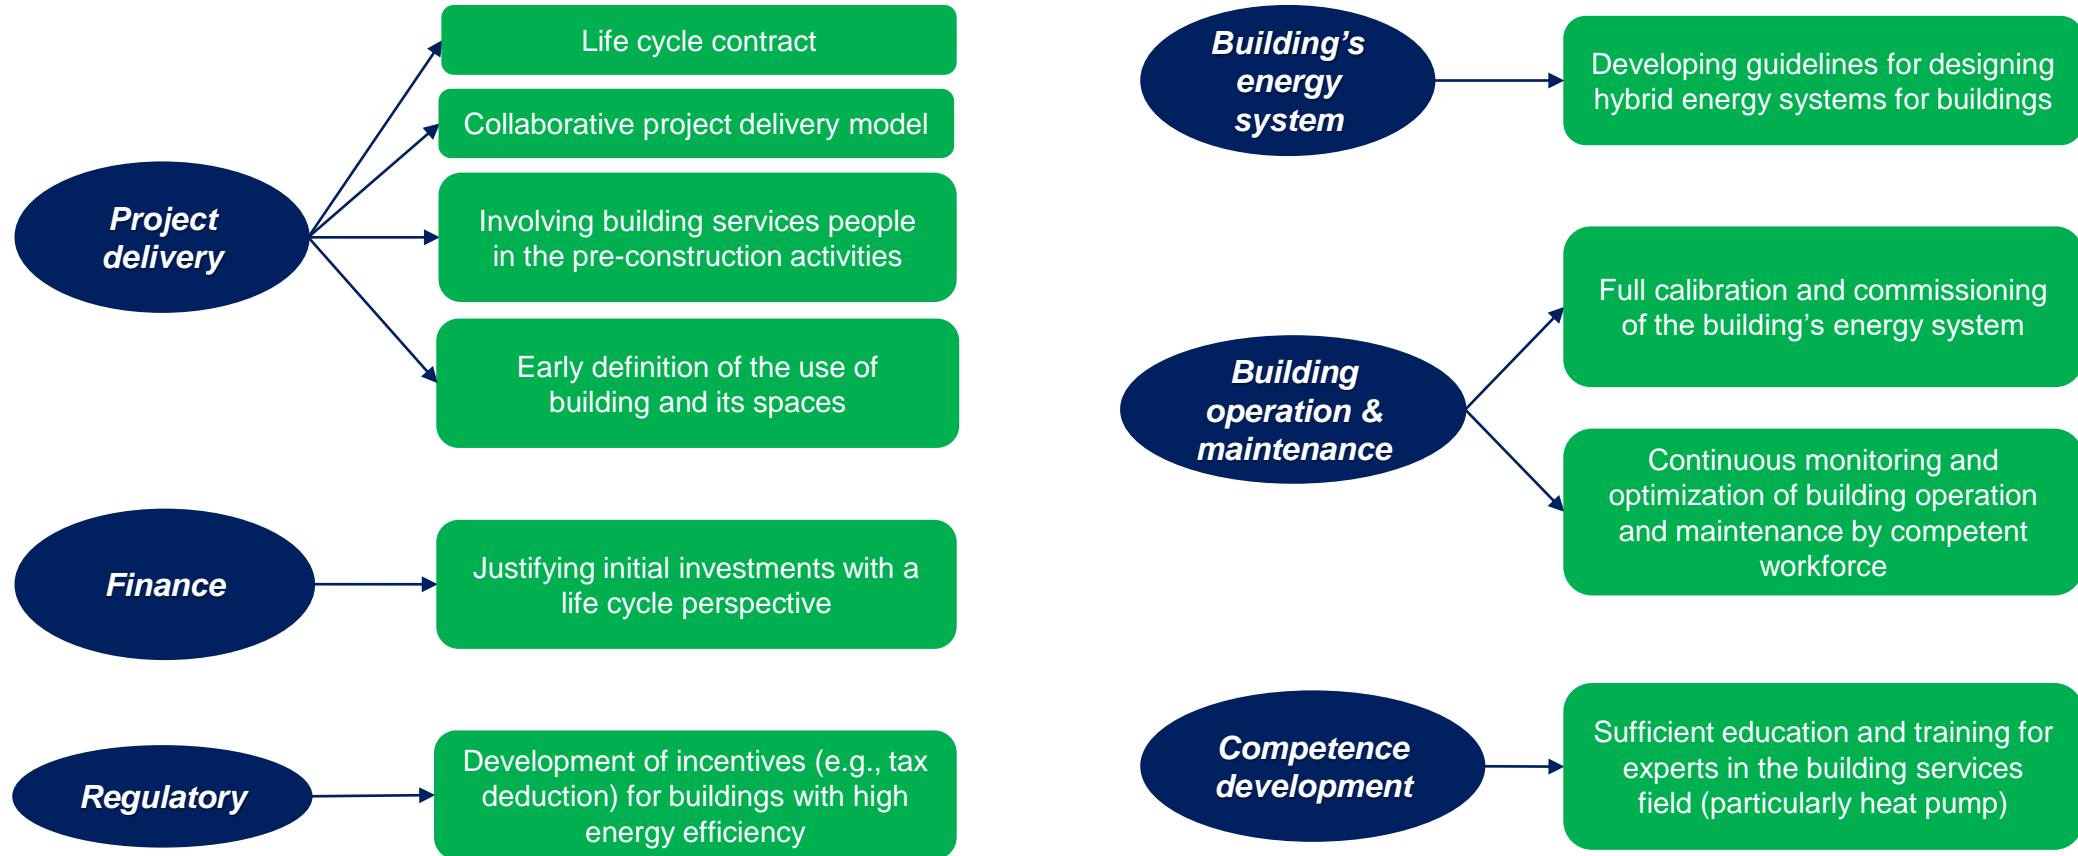 Project
delivery
Life cycle contract
Collaborative project delivery model
Involving building services people
in the pre-construction activities
Early definition of the use of
building and its spaces
Finance
Justifying initial investments with a
life cycle perspective
Regulatory
Development of incentives (e.g., tax
deduction) for buildings with high
energy efficiency
Building’s
energy
system
Developing guidelines for designing
hybrid energy systems for buildings
Building
operation &
maintenance
Full calibration and commissioning
of the building’s energy system
Continuous monitoring and
optimization of building operation
and maintenance by competent
workforce
Competence
development
Sufficient education and training for
experts in the building services
field (particularly heat pump)